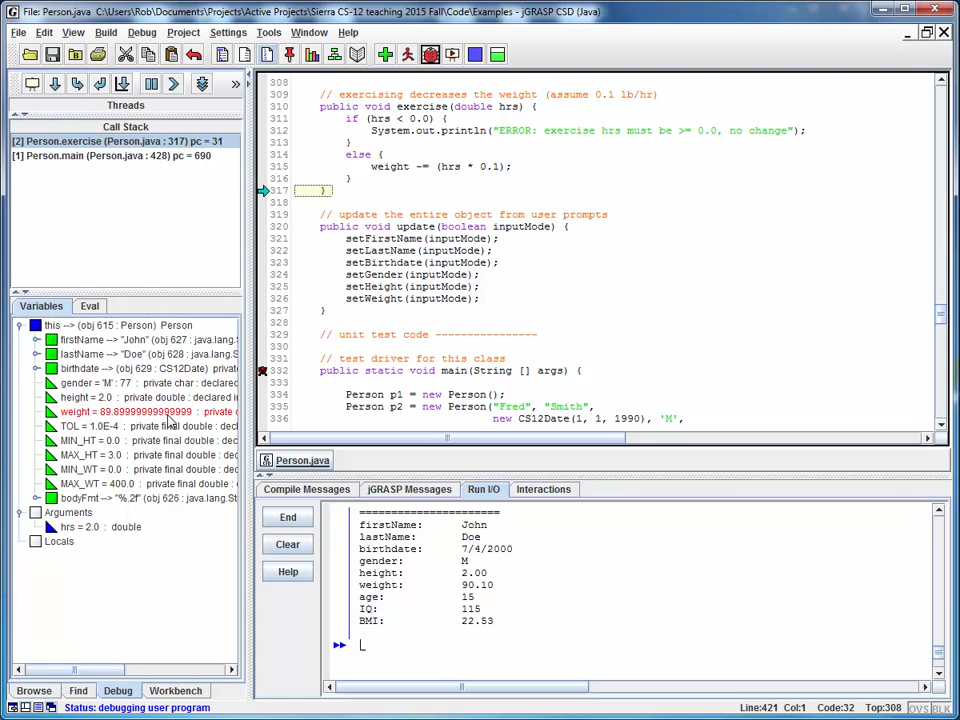 File: Person.java  C:\Users\Rob\Documents\Projects\Active Projects\Sierra CS-12 teaching 2015 Fall\Code\Examples - jGRASP CSD (Java)
File Edit View Build Debug Project Settings Tools Window Help
Threads
Call Stack
[2] Person.exercise (Person.java : 317) pc = 31
[1] Person.main (Person.java : 428) pc = 690
Variables Eval
this --> (obj 615 : Person) Person
firstName --> "John" (obj 627 : java.lang.S
lastName --> "Doe" (obj 628 : java.lang.S
birthdate --> (obj 629 : CS12Date) private
gender = 'M' : 77 : private char : declared
height = 2.0 : private double : declared in
weight = 89.89999999999999 : private d
TOL = 1.0E-4 : private final double : decl
MIN_HT = 0.0 : private final double : dec
MAX_HT = 3.0 : private final double : dec
MIN_WT = 0.0 : private final double : dec
MAX_WT = 400.0 : private final double : d
bodyFmt --> "%.2f" (obj 626 : java.lang.St
Arguments
hrs = 2.0 : double
Locals
Browse Find Debug Workbench
308
309 // exercising decreases the weight (assume 0.1 lb/hr)
310 public void exercise(double hrs) {
311 if (hrs < 0.0) {
312 System.out.println("ERROR: exercise hrs must be >= 0.0, no change");
313 }
314 else {
315 weight -= (hrs * 0.1);
316 }
317 }
318
319 // update the entire object from user prompts
320 public void update(boolean inputMode) {
321 setFirstName(inputMode);
322 setLastName(inputMode);
323 setBirthdate(inputMode);
324 setGender(inputMode);
325 setHeight(inputMode);
326 setWeight(inputMode);
327 }
328
329 // unit test code ----------------
330
331 // test driver for this class
332 public static void main(String [] args) {
333
334 Person p1 = new Person();
335 Person p2 = new Person("Fred", "Smith",
336 new CS12Date(1, 1, 1990), 'M',
Person.java
Compile Messages jGRASP Messages Run I/O Interactions
End
Clear
Help
=======================
firstName: John
lastName: Doe
birthdate: 7/4/2000
gender: M
height: 2.00
weight: 90.10
age: 15
IQ: 115
BMI: 22.53
Status: debugging user program
Line:421 Col:1 Code:32 Top:308 OVS BLK